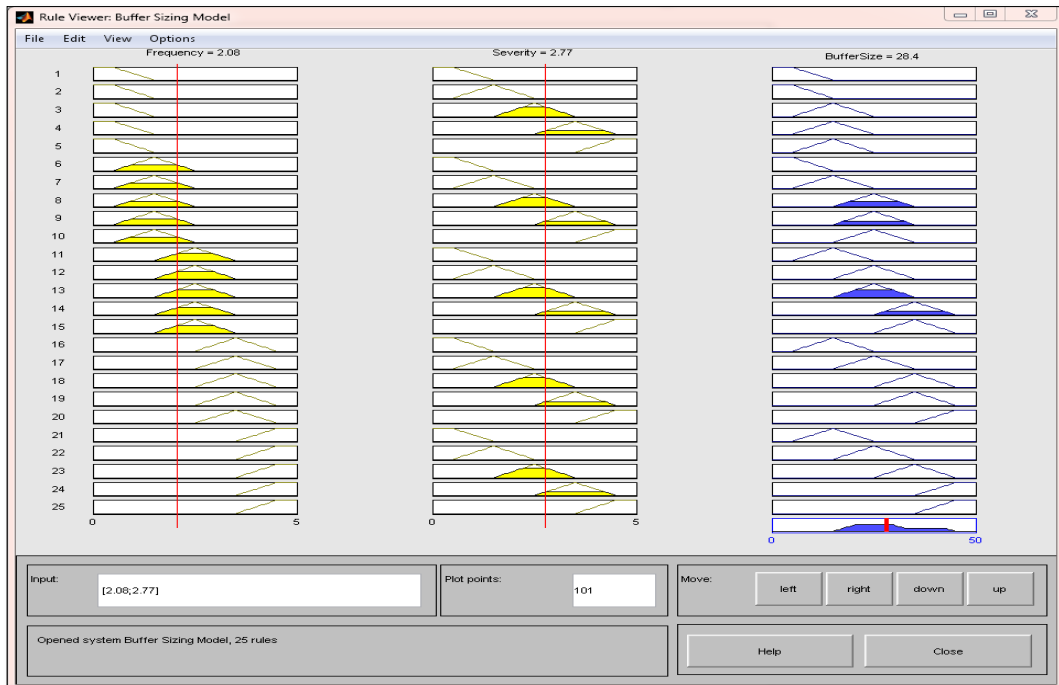 Rule Viewer: Buffer Sizing Model
File Edit View Options
Frequency = 2.08
Severity = 2.77
BufferSize = 28.4
1
2
3
4
5
6
7
8
9
10
11
12
13
14
15
16
17
18
19
20
21
22
23
24
25
0 5
0 5
0 50
Input:
[2.08;2.77]
Plot points:
101
Move:
left
right
down
up
Opened system Buffer Sizing Model, 25 rules
Help
Close